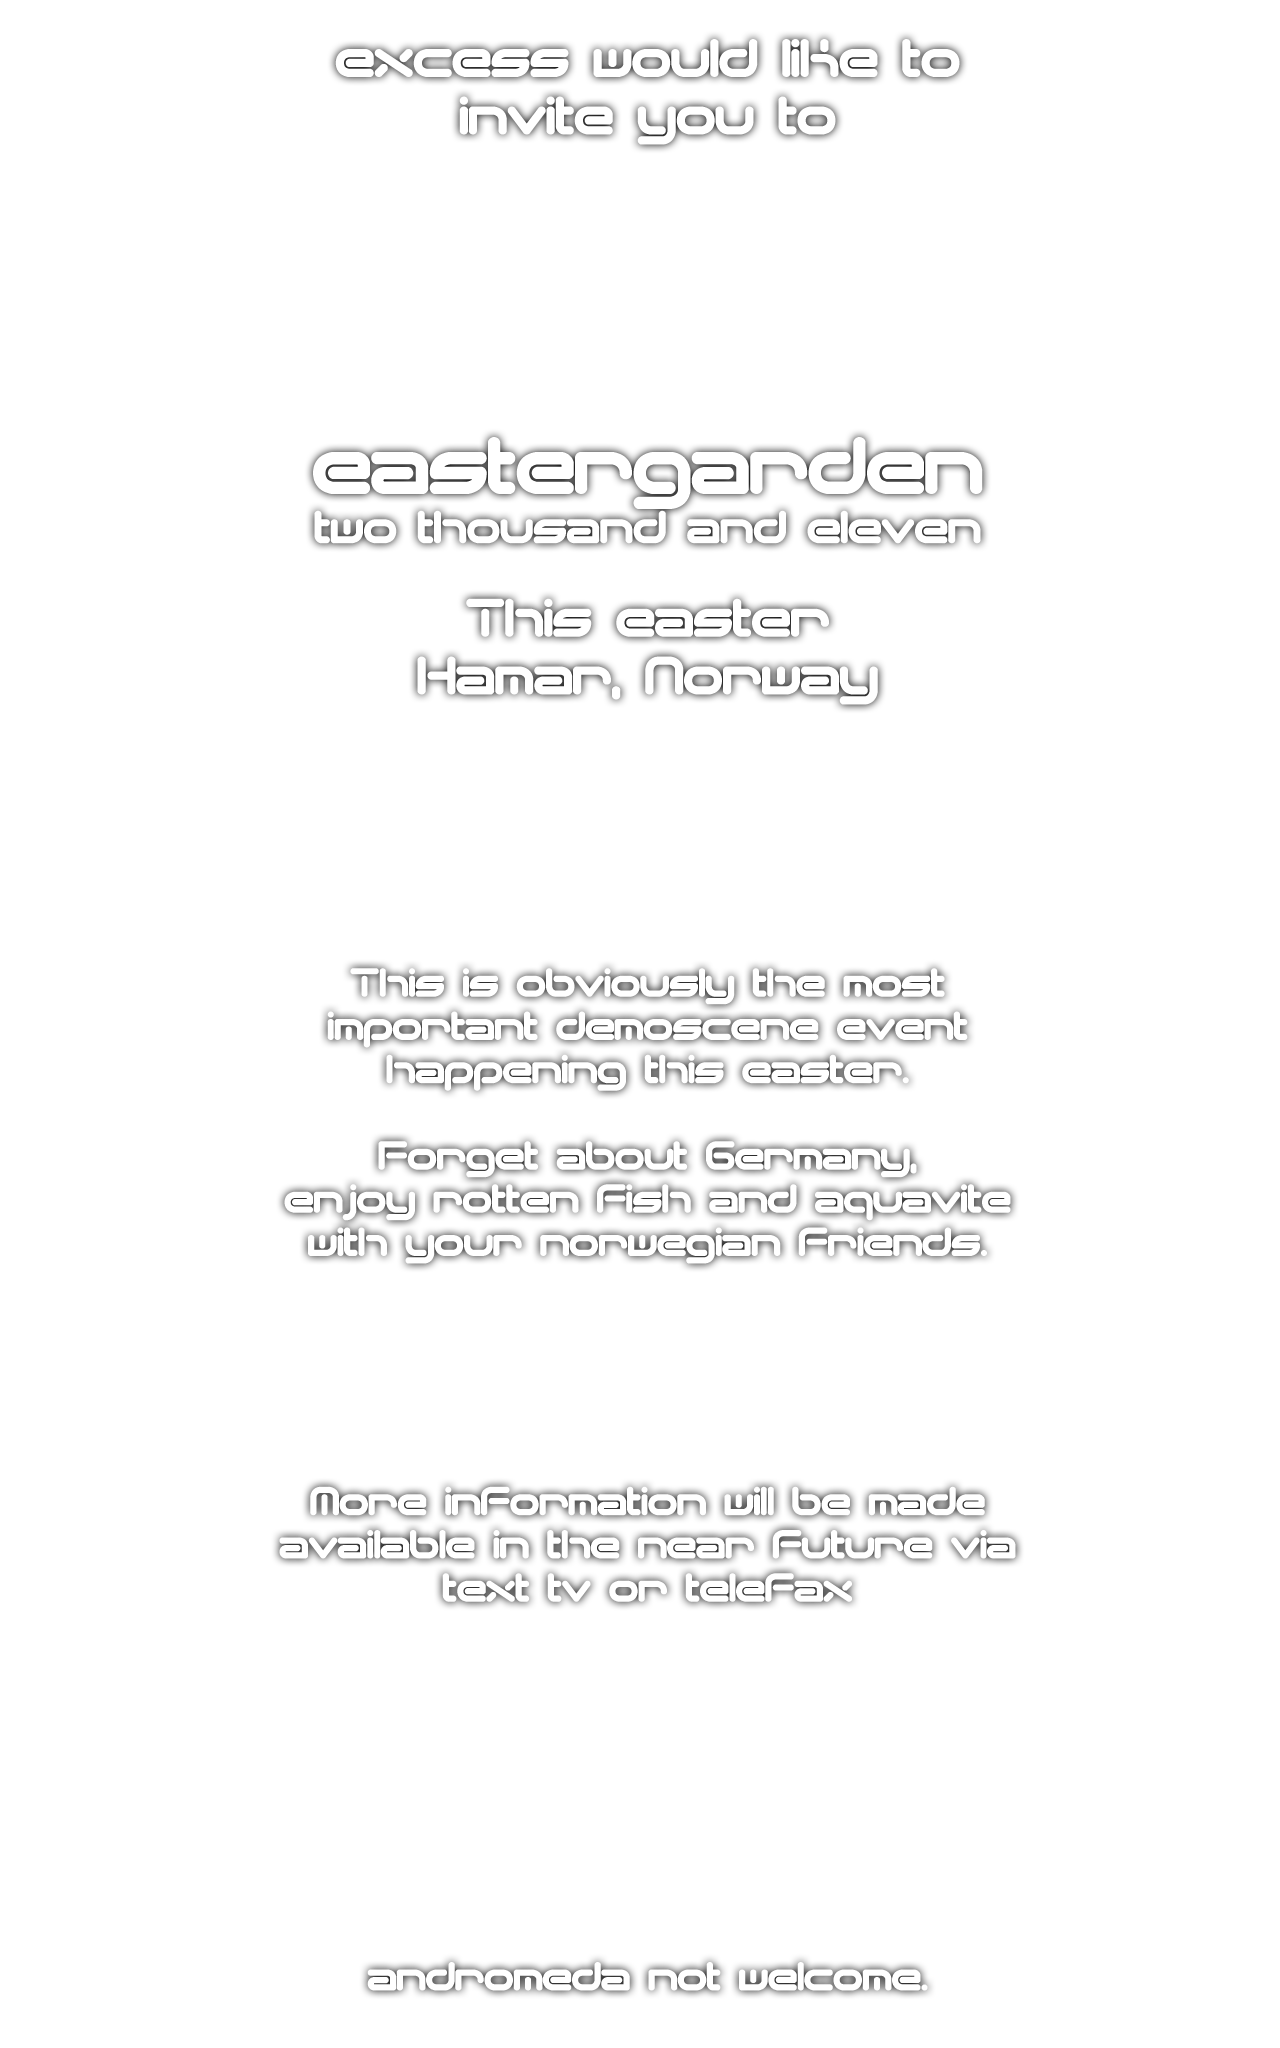 excess would like to
invite you to
eastergarden
two thousand and eleven
This easter
Hamar, Norway
This is obviously the most
important demoscene event
happening this easter.
Forget about Germany,
enjoy rotten fish and aquavite
with your norwegian friends.
More information will be made
available in the near future via
text tv or telefax
andromeda not welcome.